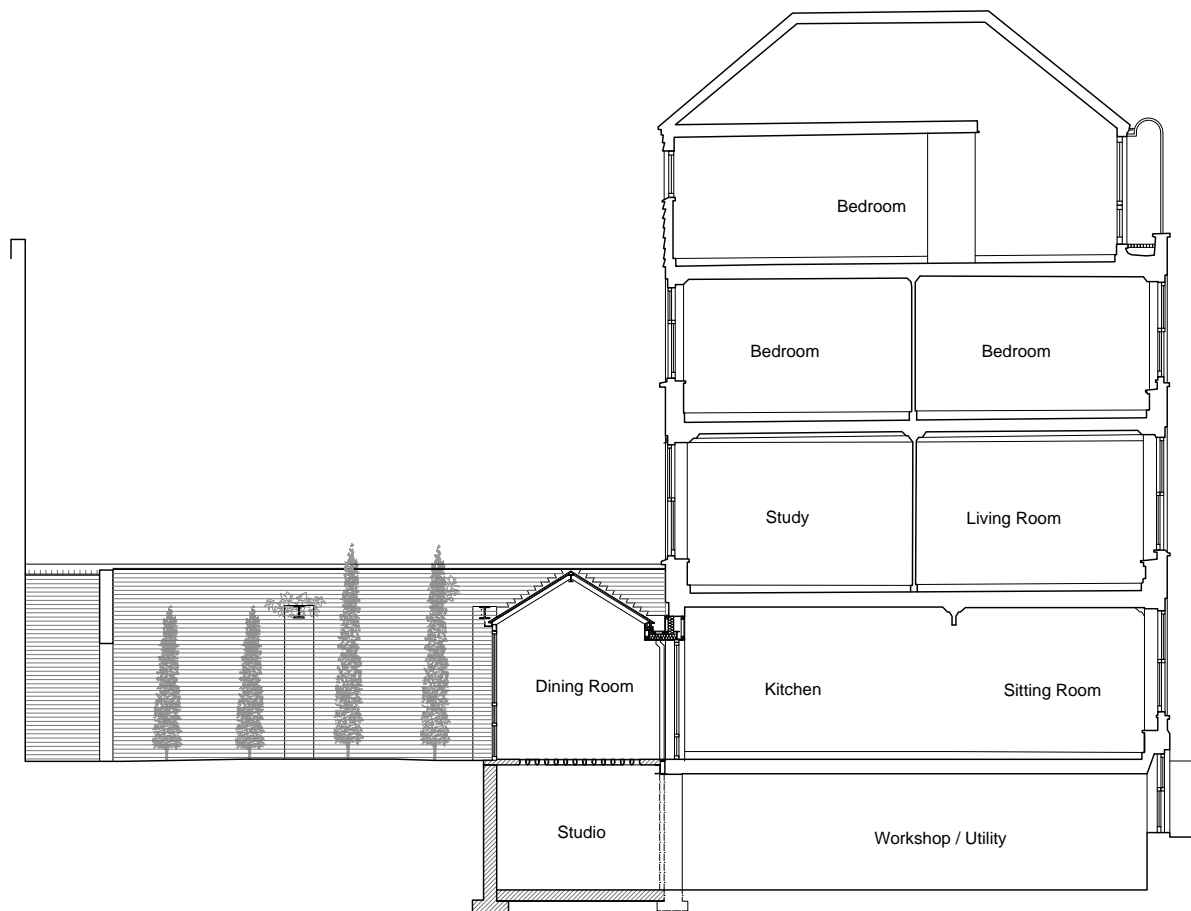 Bedroom
Bedroom
Bedroom
Study
Living Room
Dining Room
Kitchen
Sitting Room
Studio
Workshop / Utility